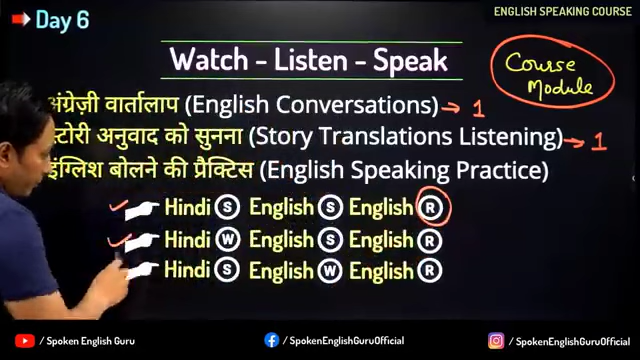 Day 6
ENGLISH SPEAKING COURSE
Watch - Listen - Speak
Course Module
अंग्रेज़ी वार्तालाप (English Conversations) → 1
स्टोरी अनुवाद को सुनना (Story Translations Listening) → 1
इंग्लिश बोलने की प्रैक्टिस (English Speaking Practice)
Hindi S English S English R
Hindi W English S English R
Hindi S English W English R
/ Spoken English Guru
/ SpokenEnglishGuruOfficial
/ SpokenEnglishGuruOfficial